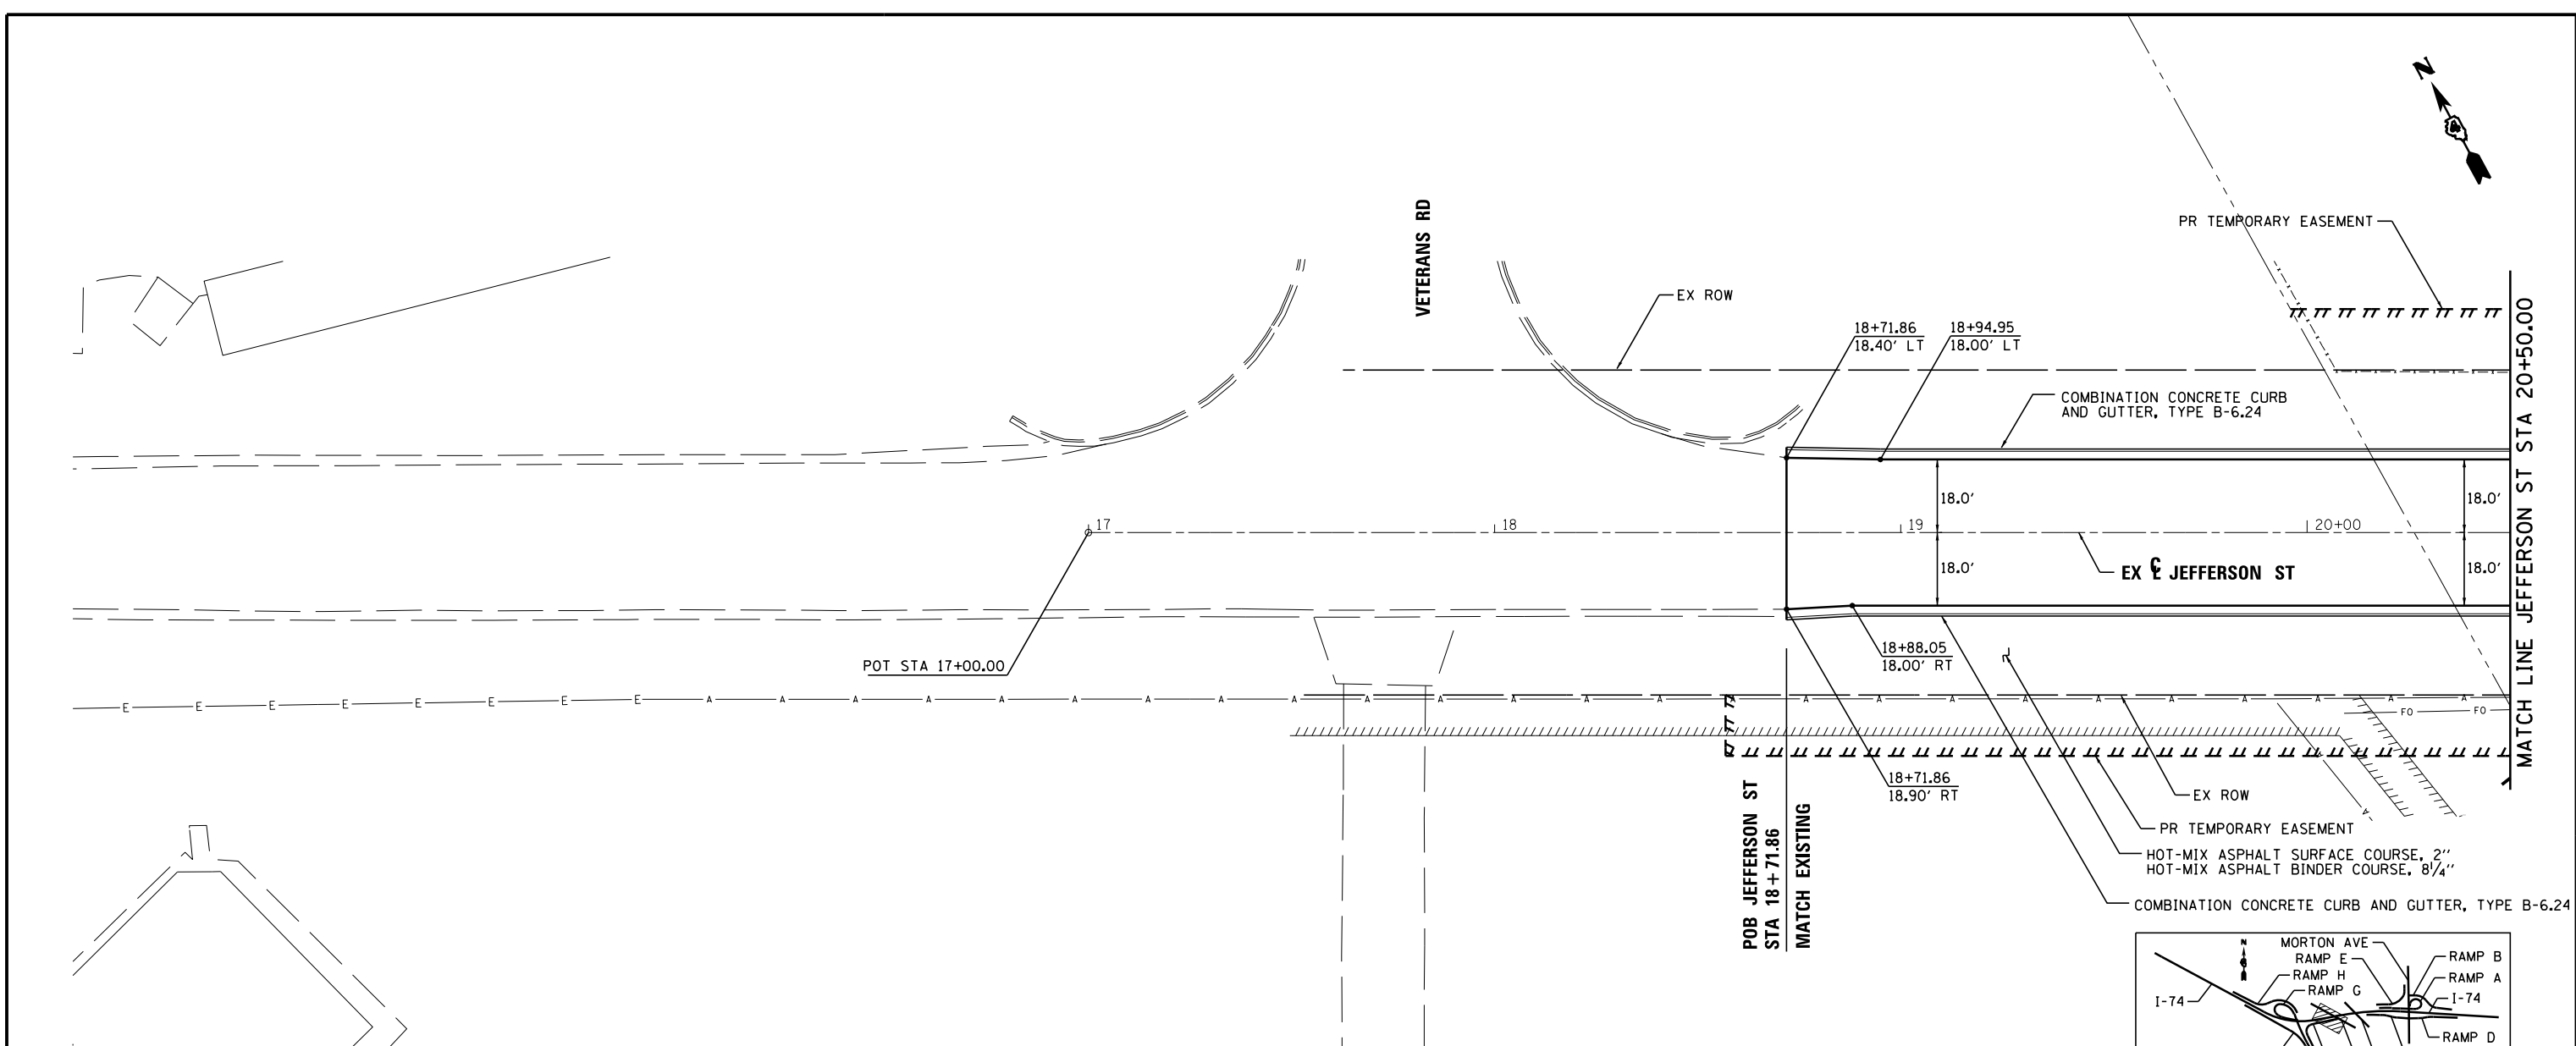 N
PR TEMPORARY EASEMENT
VETERANS RD
EX ROW
18+71.86
18.40' LT
18+94.95
18.00' LT
COMBINATION CONCRETE CURB
AND GUTTER, TYPE B-6.24
MATCH LINE JEFFERSON ST STA 20+50.00
18.0'
18.0'
17
18
19
20+00
EX ℄ JEFFERSON ST
18.0'
18.0'
18+88.05
18.00' RT
POT STA 17+00.00
E E E E E E E E A A A A A A A A A A A A A A A A A A A A A A A A A
FO FO
18+71.86
18.90' RT
POB JEFFERSON ST
STA 18+71.86
MATCH EXISTING
EX ROW
A
PR TEMPORARY EASEMENT
HOT-MIX ASPHALT SURFACE COURSE, 2''
HOT-MIX ASPHALT BINDER COURSE, 8¼''
COMBINATION CONCRETE CURB AND GUTTER, TYPE B-6.24
N
MORTON AVE
RAMP E
RAMP H
RAMP G
I-74
RAMP B
RAMP A
I-74
RAMP D